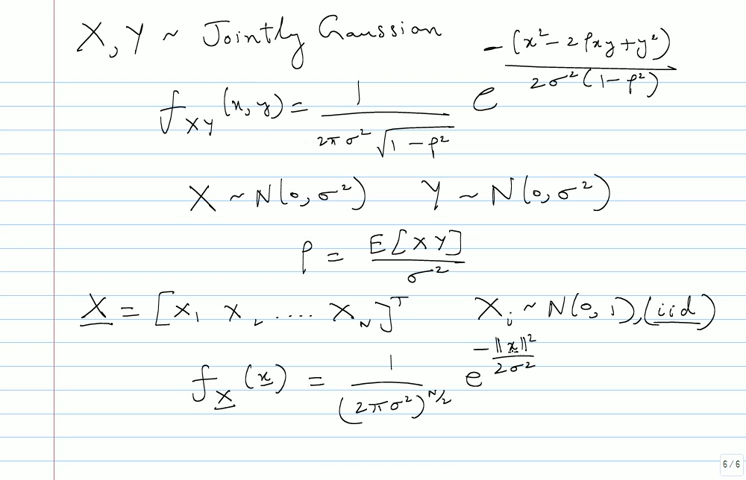 X, Y ~ Jointly Gaussian
f_XY(x, y) = 1 / (2πσ² √(1 − ρ²)) e^(−(x² − 2ρxy + y²) / (2σ²(1 − ρ²)))
X ~ N(0, σ²) Y ~ N(0, σ²)
ρ = E[XY] / σ²
X = [X₁ X₂ .... X_N]^T X_i ~ N(0, 1), (iid)
f_X(x) = 1 / (2πσ²)^(N/2) e^(−‖x‖² / 2σ²)
6 / 6